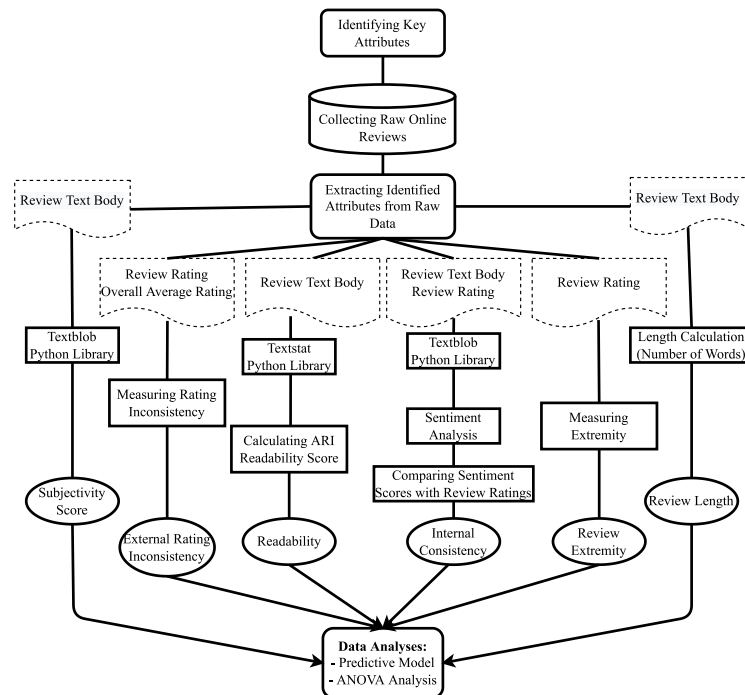 Identifying Key
Attributes
Collecting Raw Online
Reviews
Extracting Identified
Attributes from Raw
Data
Review Text Body
Review Text Body
Review Rating
Overall Average Rating
Review Text Body
Review Text Body
Review Rating
Review Rating
Textblob
Python Library
Textstat
Python Library
Textblob
Python Library
Length Calculation
(Number of Words)
Measuring Rating
Inconsistency
Calculating ARI
Readability Score
Sentiment
Analysis
Measuring
Extremity
Comparing Sentiment
Scores with Review Ratings
Subjectivity
Score
External Rating
Inconsistency
Readability
Internal
Consistency
Review
Extremity
Review Length
Data Analyses:
- Predictive Model
- ANOVA Analysis